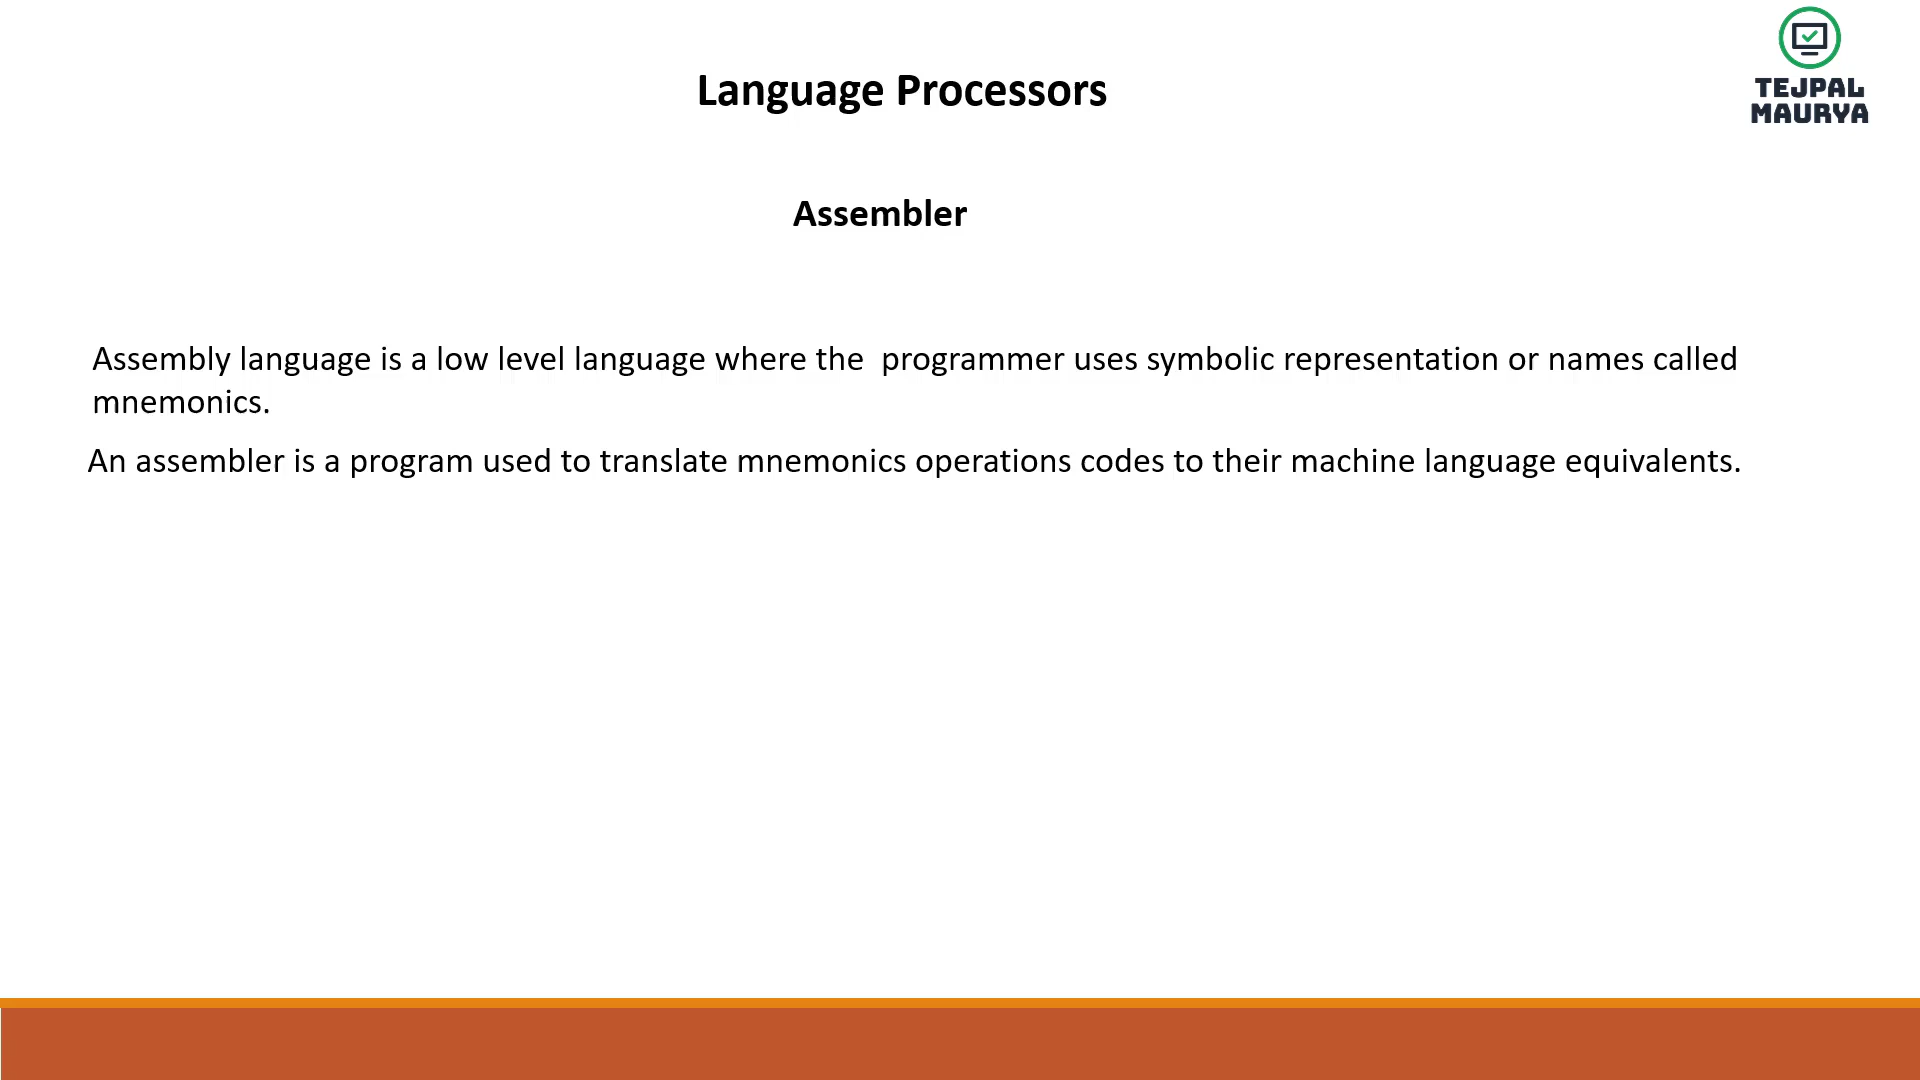 TEJPAL
MAURYA
Language Processors
Assembler
Assembly language is a low level language where the  programmer uses symbolic representation or names called
mnemonics.
An assembler is a program used to translate mnemonics operations codes to their machine language equivalents.